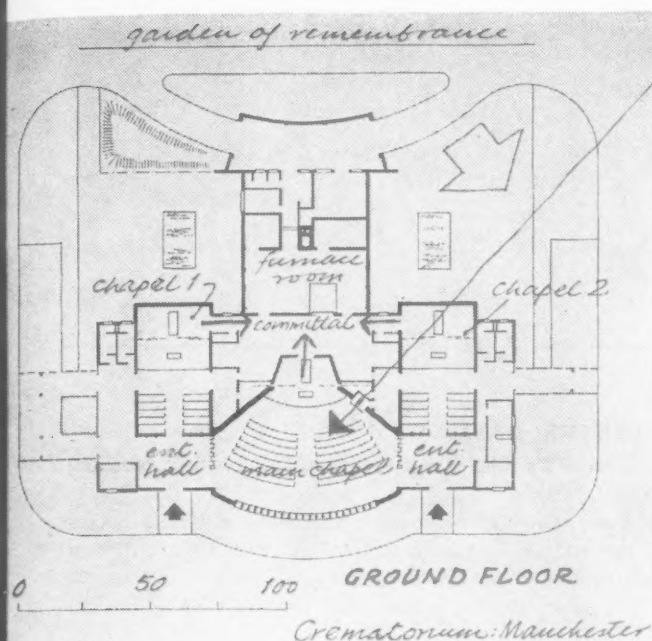 garden of remembrance
furnace
room
chapel 1
chapel 2
committal
ent.
hall
main chapel
ent
hall
0 50 100
GROUND FLOOR
Crematorium: Manchester